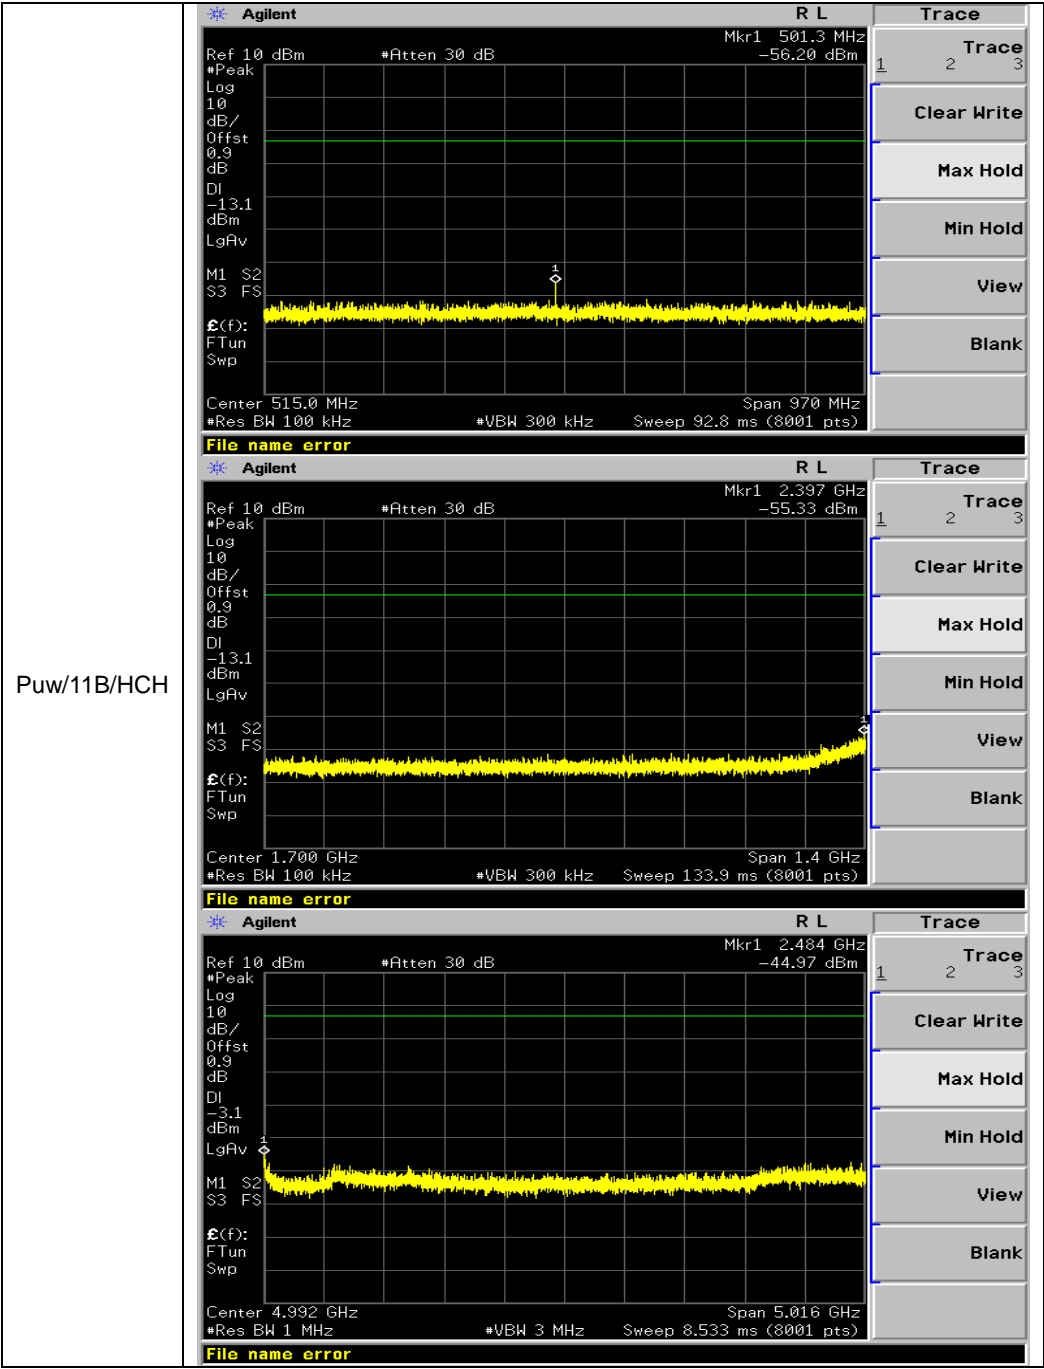 Puw/11B/HCH
Agilent R L Trace
Mkr1 501.3 MHz
Ref 10 dBm #Atten 30 dB -56.20 dBm
#Peak
Log
10
dB/
Offst
0.9
dB
DI
-13.1
dBm
LgAv
M1 S2
S3 FS
£(f):
FTun
Swp
1
Center 515.0 MHz Span 970 MHz
#Res BW 100 kHz #VBW 300 kHz Sweep 92.8 ms (8001 pts)
File name error
Trace
1 2 3
Clear Write
Max Hold
Min Hold
View
Blank
Agilent R L Trace
Mkr1 2.397 GHz
Ref 10 dBm #Atten 30 dB -55.33 dBm
#Peak
Log
10
dB/
Offst
0.9
dB
DI
-13.1
dBm
LgAv
M1 S2
S3 FS
£(f):
FTun
Swp
1
Center 1.700 GHz Span 1.4 GHz
#Res BW 100 kHz #VBW 300 kHz Sweep 133.9 ms (8001 pts)
File name error
Trace
1 2 3
Clear Write
Max Hold
Min Hold
View
Blank
Agilent R L Trace
Mkr1 2.484 GHz
Ref 10 dBm #Atten 30 dB -44.97 dBm
#Peak
Log
10
dB/
Offst
0.9
dB
DI
-3.1
dBm
LgAv
M1 S2
S3 FS
£(f):
FTun
Swp
1
Center 4.992 GHz Span 5.016 GHz
#Res BW 1 MHz #VBW 3 MHz Sweep 8.533 ms (8001 pts)
File name error
Trace
1 2 3
Clear Write
Max Hold
Min Hold
View
Blank